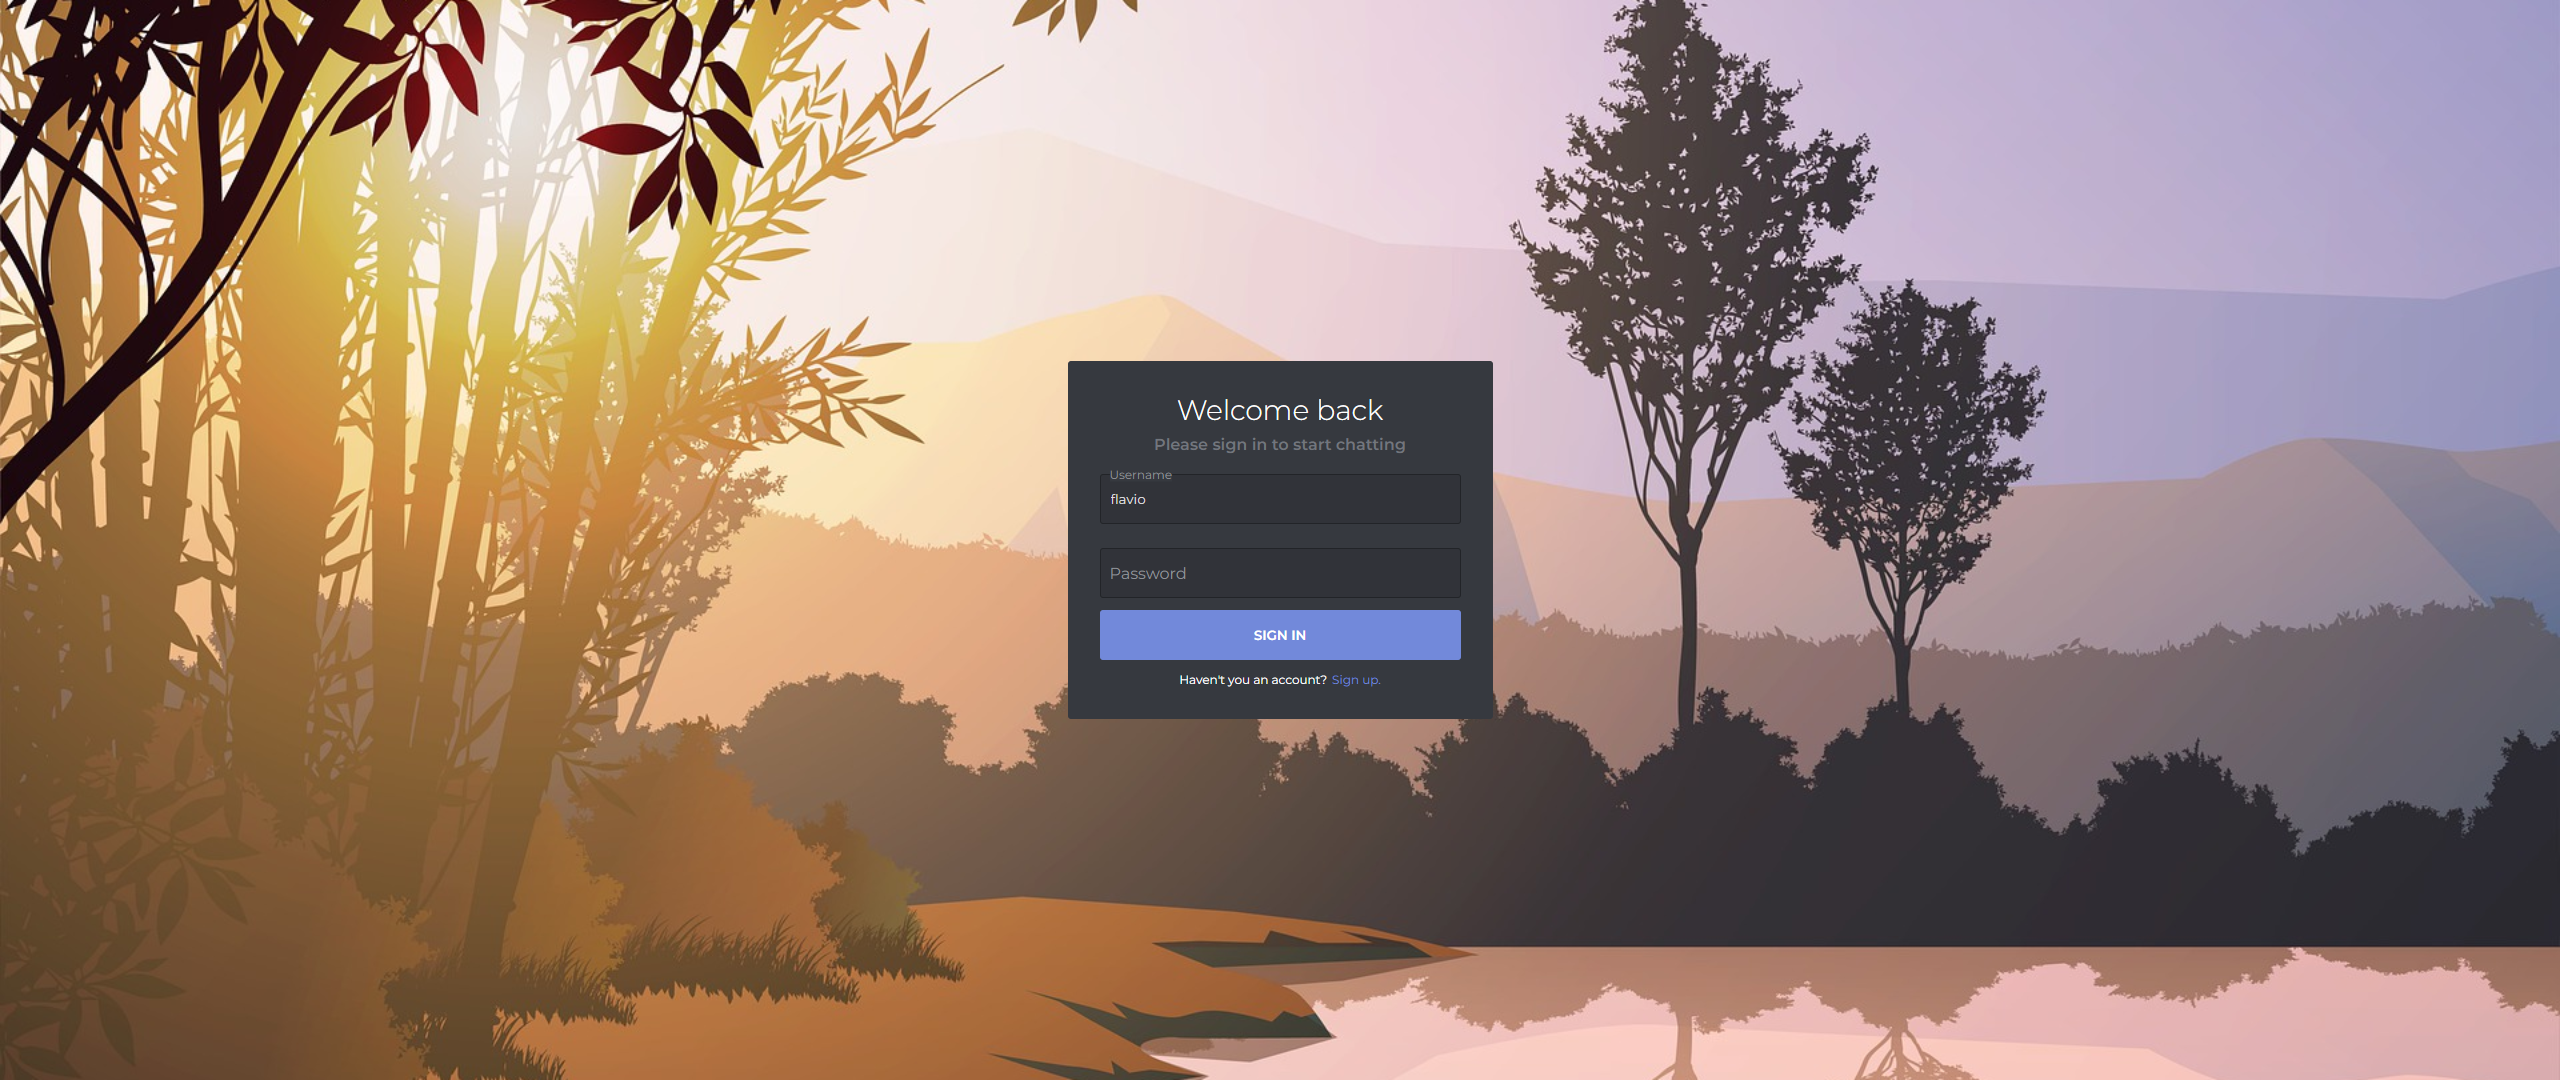 Welcome back
Please sign in to start chatting
Username
flavio
Password
SIGN IN
Haven't you an account? Sign up.